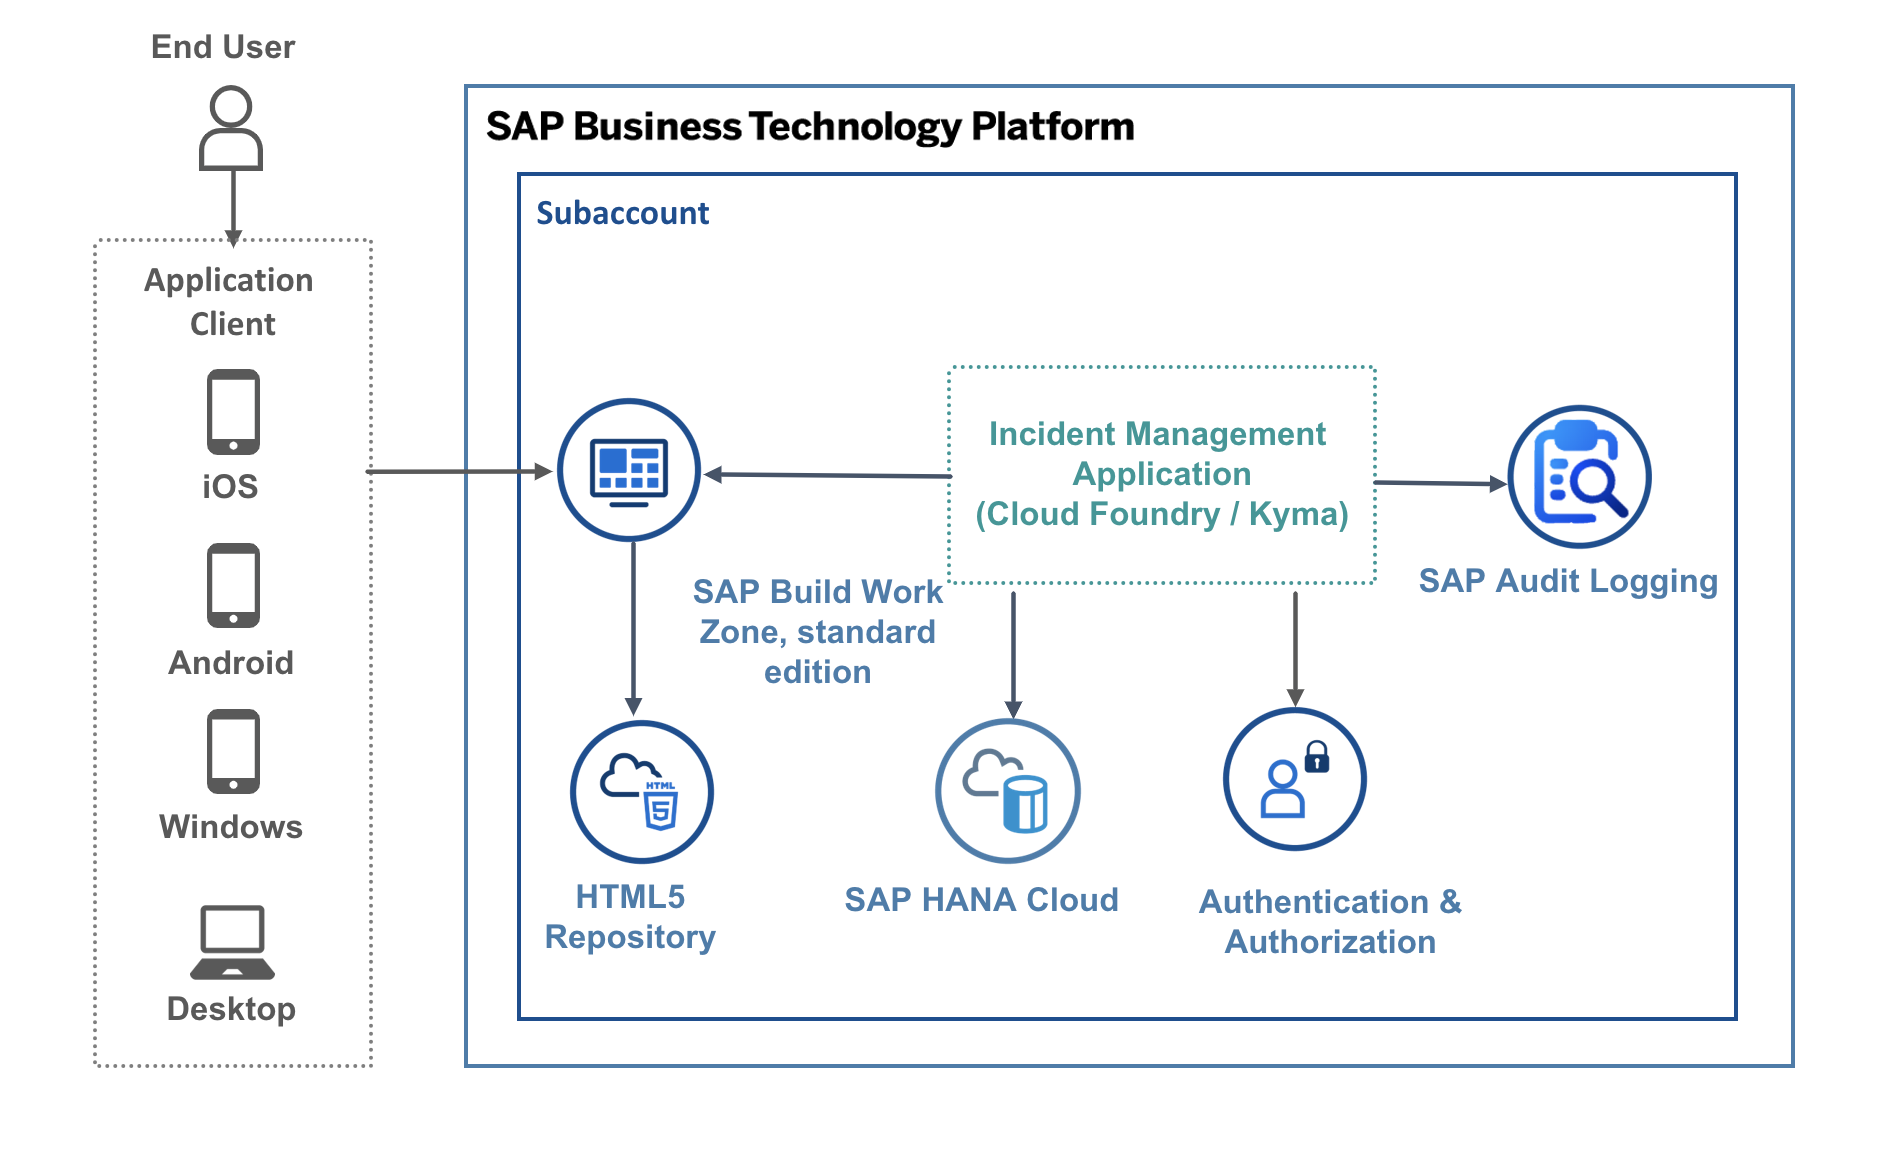 End User
SAP Business Technology Platform
Subaccount
Application
Client
iOS
Android
Windows
Desktop
Incident Management
Application
(Cloud Foundry / Kyma)
SAP Audit Logging
SAP Build Work
Zone, standard
edition
HTML
5
HTML5
Repository
SAP HANA Cloud
Authentication &
Authorization